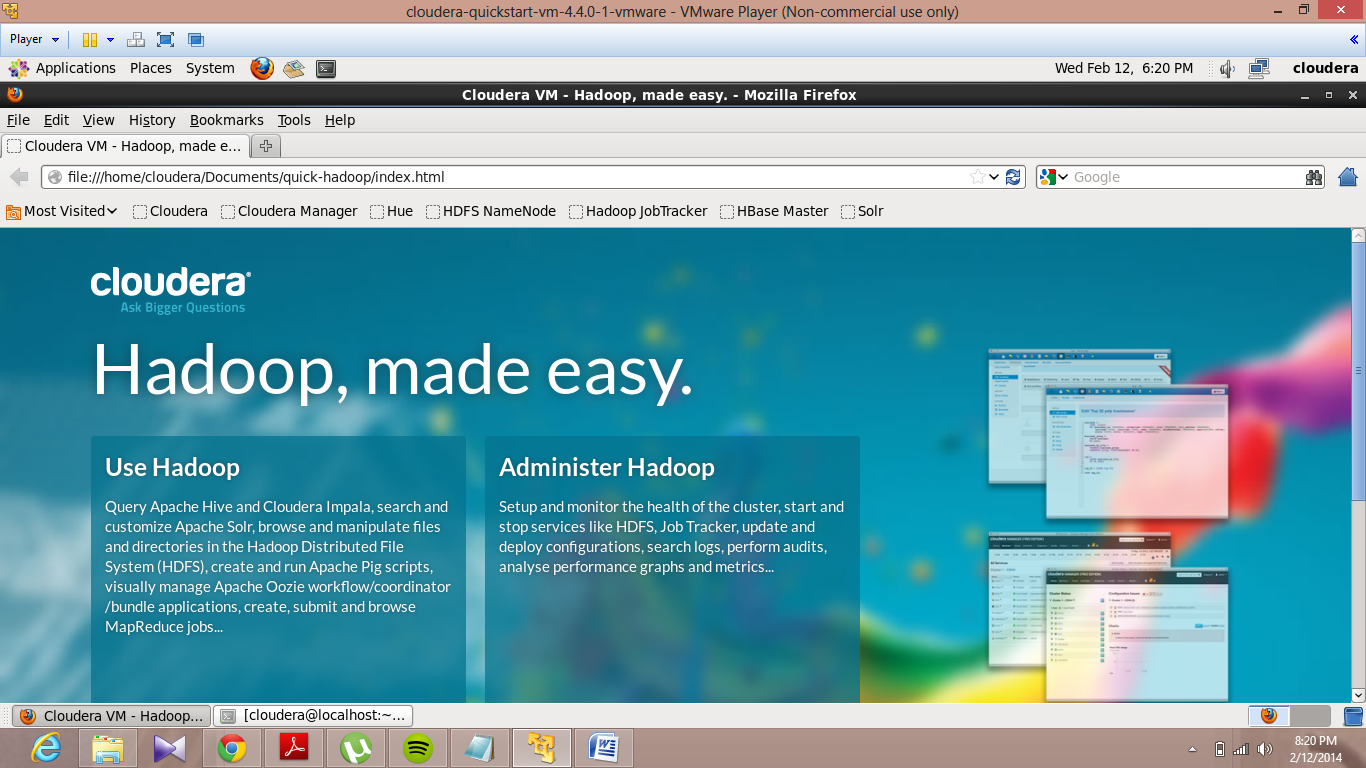 cloudera-quickstart-vm-4.4.0-1-vmware - VMware Player (Non-commercial use only)
Player
Applications Places System Wed Feb 12, 6:20 PM cloudera
Cloudera VM - Hadoop, made easy. - Mozilla Firefox
File Edit View History Bookmarks Tools Help
Cloudera VM - Hadoop, made e...
file:///home/cloudera/Documents/quick-hadoop/index.html Google
Most Visited Cloudera Cloudera Manager Hue HDFS NameNode Hadoop JobTracker HBase Master Solr
cloudera®
Ask Bigger Questions
Hadoop, made easy.
Use Hadoop
Query Apache Hive and Cloudera Impala, search and
customize Apache Solr, browse and manipulate files
and directories in the Hadoop Distributed File
System (HDFS), create and run Apache Pig scripts,
visually manage Apache Oozie workflow/coordinator
/bundle applications, create, submit and browse
MapReduce jobs...
Administer Hadoop
Setup and monitor the health of the cluster, start and
stop services like HDFS, Job Tracker, update and
deploy configurations, search logs, perform audits,
analyse performance graphs and metrics...
Cloudera VM - Hadoop... [cloudera@localhost:~...
8:20 PM
2/12/2014